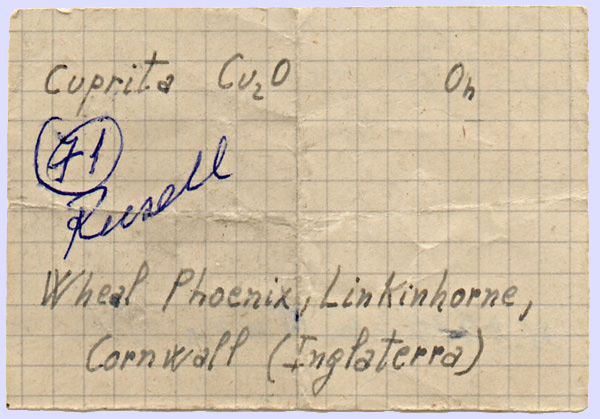 Cuprita Cu₂O Oh
71
Russell
Wheal Phoenix, Linkinhorne,
Cornwall (Inglaterra)